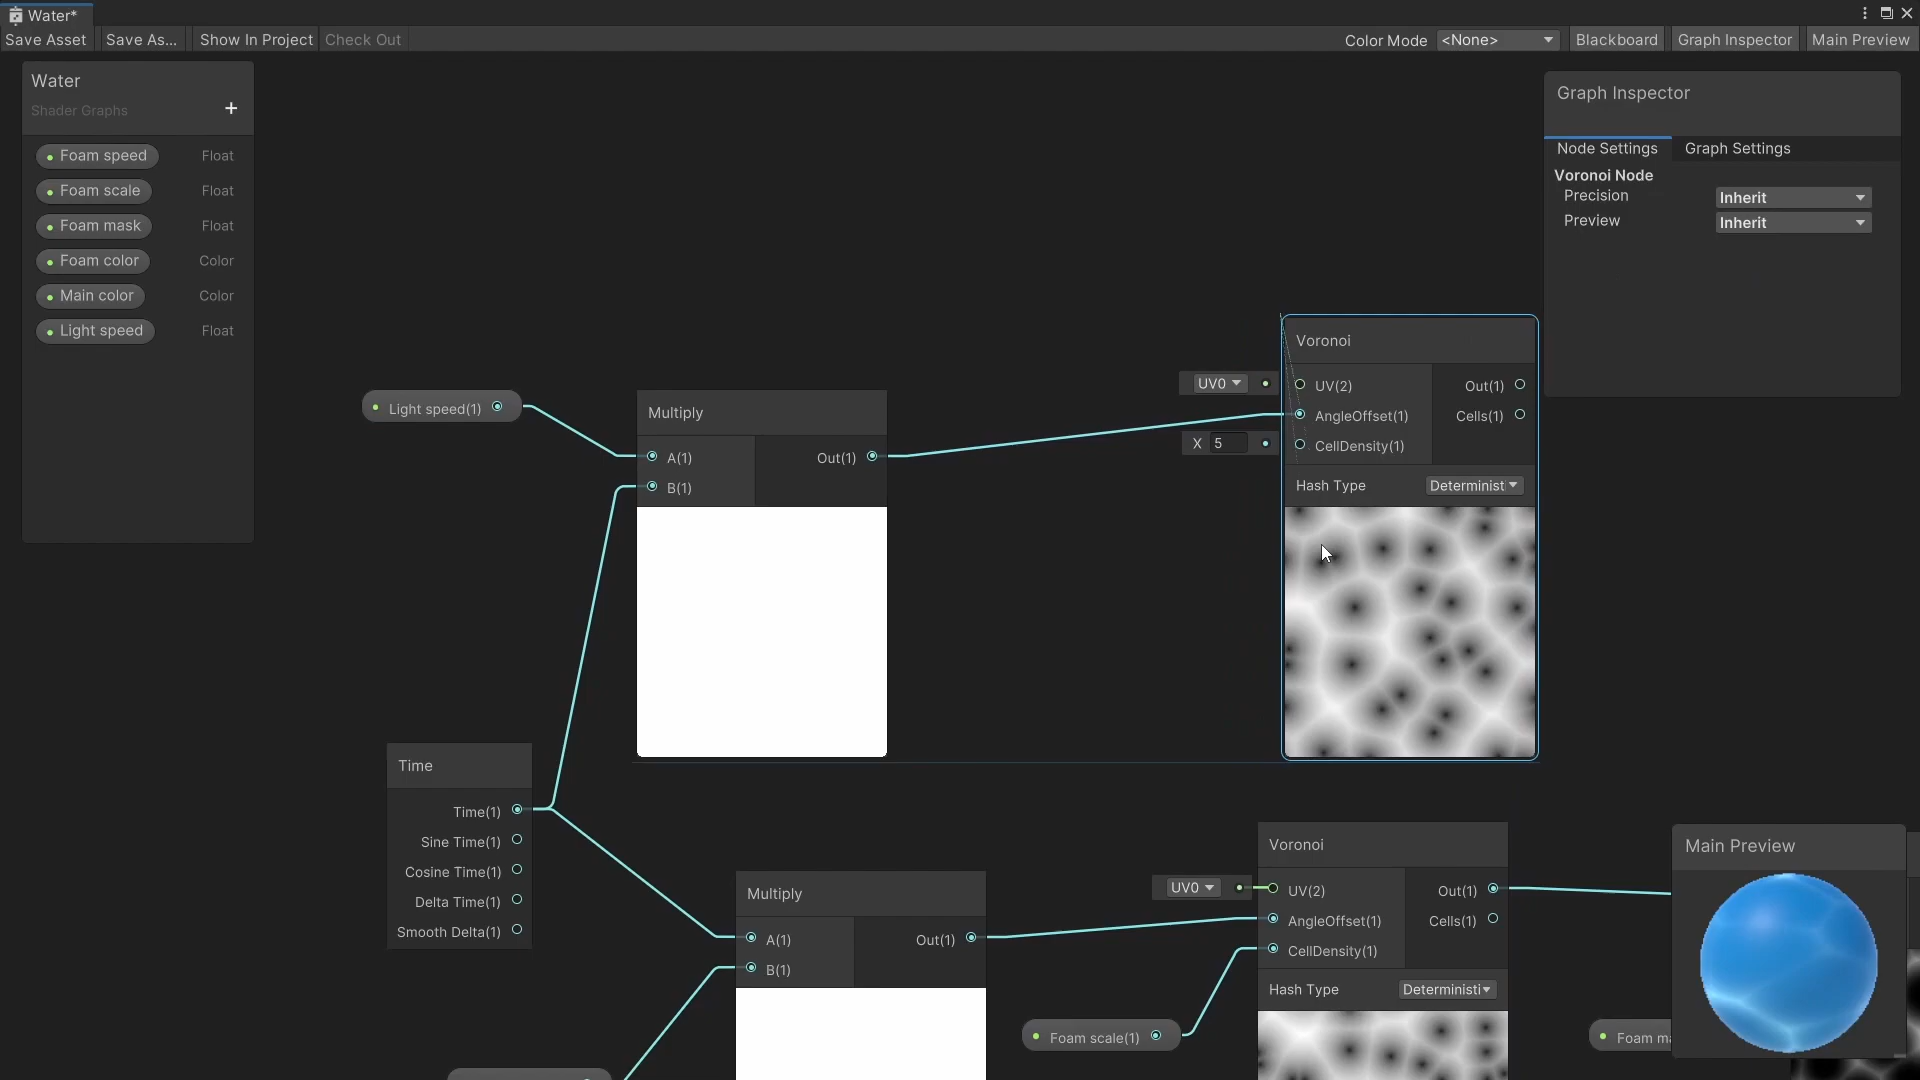 Water*
Save Asset
Save As...
Show In Project
Check Out
Color Mode
<None>
Blackboard
Graph Inspector
Main Preview
Water
Shader Graphs
+
Foam speed Float
Foam scale Float
Foam mask Float
Foam color Color
Main color Color
Light speed Float
Graph Inspector
Node Settings
Graph Settings
Voronoi Node
Precision Inherit
Preview Inherit
Light speed(1)
Multiply
A(1)
Out(1)
B(1)
UV0
X 5
Voronoi
UV(2)
Out(1)
AngleOffset(1)
Cells(1)
CellDensity(1)
Hash Type Determinist
Time
Time(1)
Sine Time(1)
Cosine Time(1)
Delta Time(1)
Smooth Delta(1)
Multiply
A(1)
Out(1)
B(1)
UV0
Voronoi
UV(2)
Out(1)
AngleOffset(1)
Cells(1)
CellDensity(1)
Hash Type Deterministi
Foam scale(1)
Foam ma
Main Preview